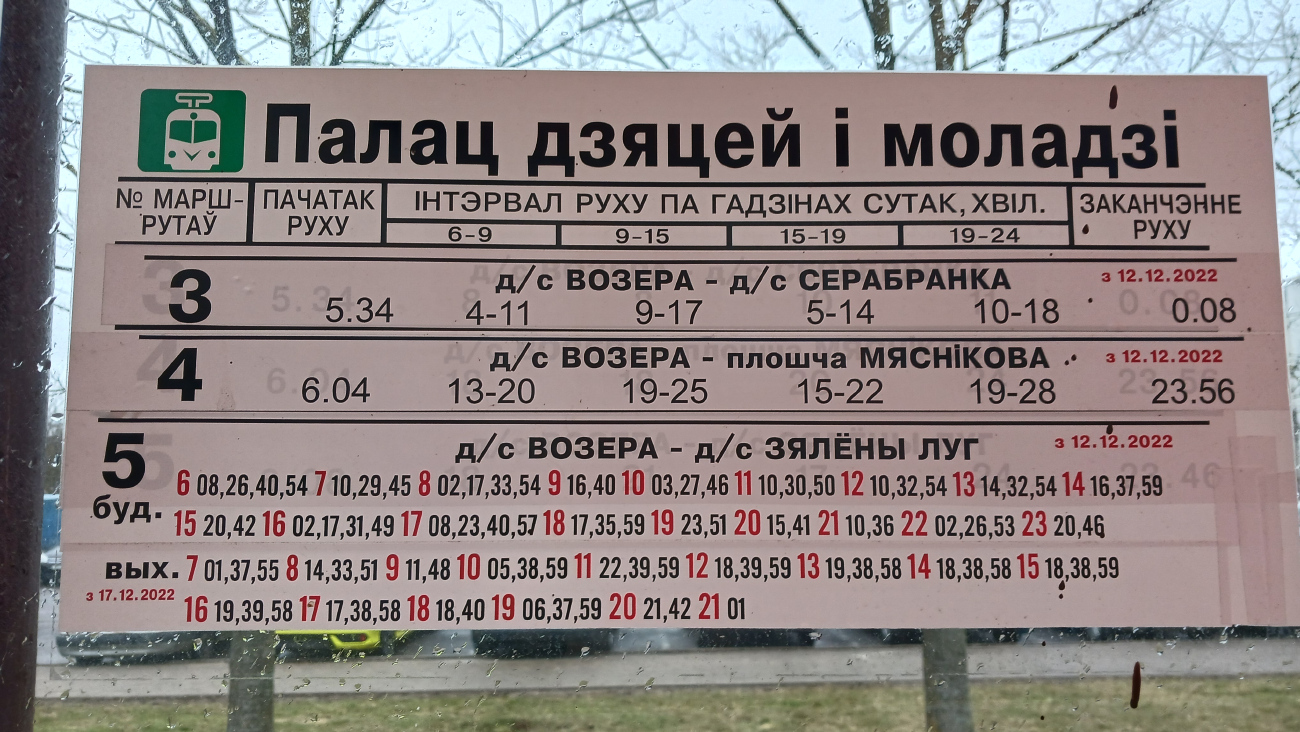 Палац дзяцей і моладзі
№ МАРШ-РУТАЎ ПАЧАТАК РУХУ ІНТЭРВАЛ РУХУ ПА ГАДЗІНАХ СУТАК, ХВІЛ. ЗАКАНЧЭННЕ РУХУ
6-9 9-15 15-19 19-24
д/с ВОЗЕРА - д/с СЕРАБРАНКА з 12.12.2022
3 5.34 4-11 9-17 5-14 10-18 0.08
д/с ВОЗЕРА - плошча МЯСНІКОВА з 12.12.2022
4 6.04 13-20 19-25 15-22 19-28 23.56
5 д/с ВОЗЕРА - д/с ЗЯЛЁНЫ ЛУГ з 12.12.2022
6 08,26,40,54 7 10,29,45 8 02,17,33,54 9 16,40 10 03,27,46 11 10,30,50 12 10,32,54 13 14,32,54 14 16,37,59
буд. 15 20,42 16 02,17,31,49 17 08,23,40,57 18 17,35,59 19 23,51 20 15,41 21 10,36 22 02,26,53 23 20,46
вых. 7 01,37,55 8 14,33,51 9 11,48 10 05,38,59 11 22,39,59 12 18,39,59 13 19,38,58 14 18,38,58 15 18,38,59
з 17.12.2022 16 19,39,58 17 17,38,58 18 18,40 19 06,37,59 20 21,42 21 01